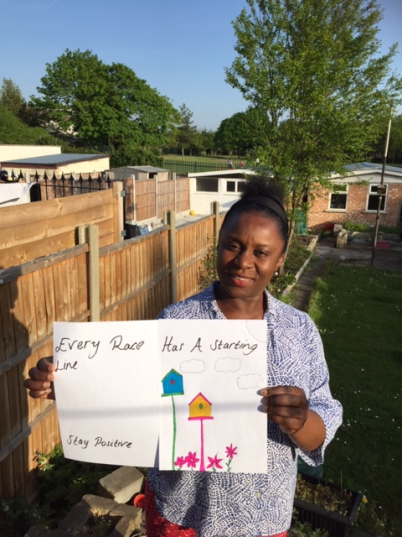 Every Race Has A Starting
Line
Stay Positive